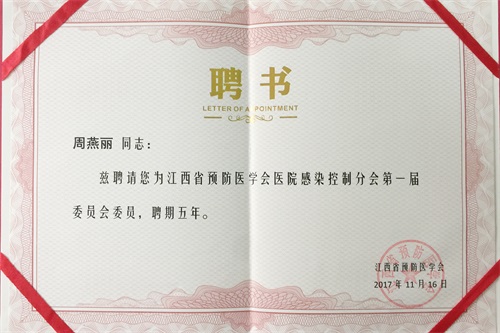 聘书
LETTER OF APPOINTMENT
周燕丽 同志：
兹聘请您为江西省预防医学会医院感染控制分会第一届
委员会委员，聘期五年。
江西省预防医学会
2017 年 11 月 16 日